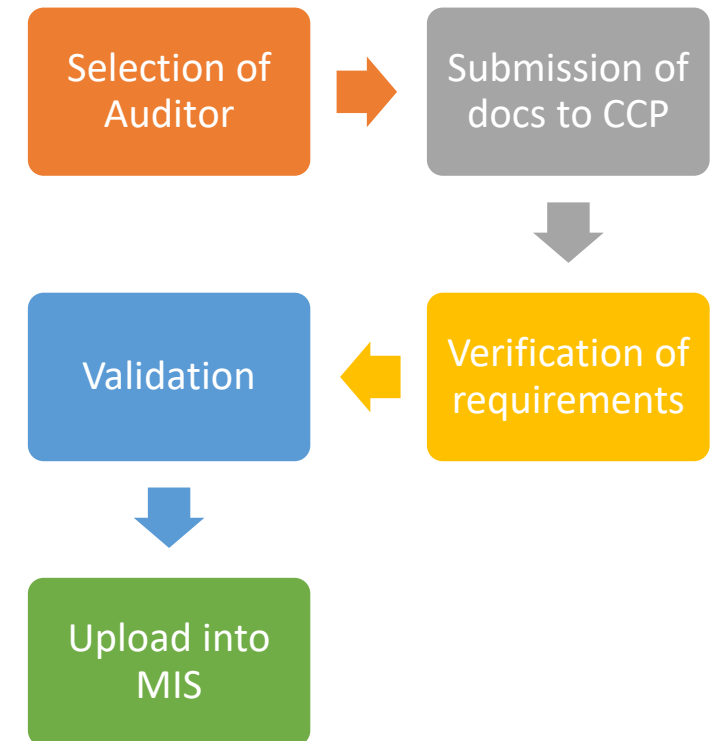 Selection of
Auditor
Submission of
docs to CCP
Verification of
requirements
Validation
Upload into
MIS